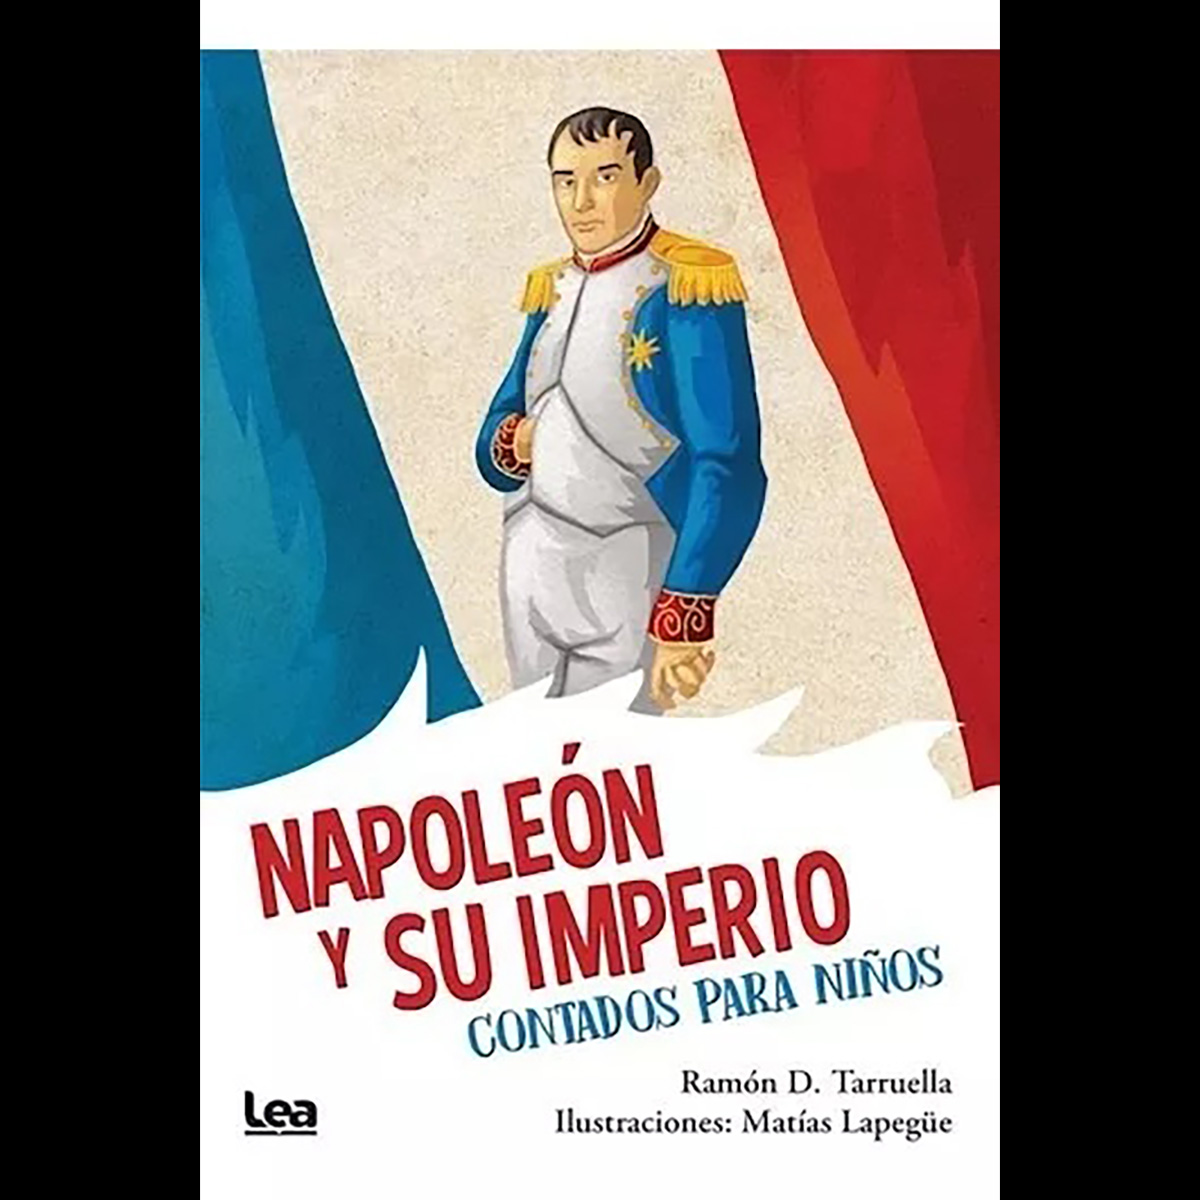 NAPOLEÓN
Y SU IMPERIO
CONTADOS PARA NIÑOS
Ramón D. Tarruella
Ilustraciones: Matías Lapegüe
Lea